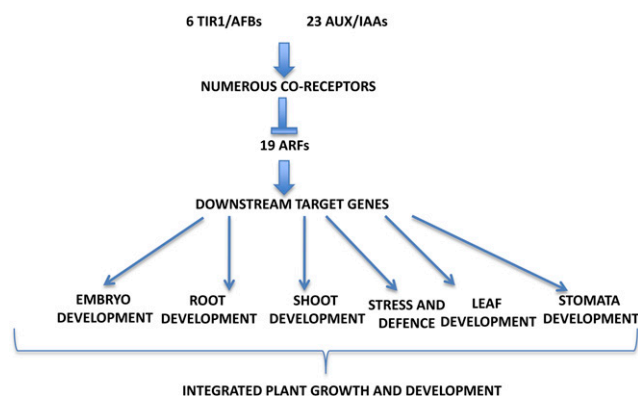 6 TIR1/AFBs 23 AUX/IAAs
NUMEROUS CO-RECEPTORS
19 ARFs
DOWNSTREAM TARGET GENES
EMBRYO
DEVELOPMENT
ROOT
DEVELOPMENT
SHOOT
DEVELOPMENT
STRESS AND
DEFENCE
LEAF
DEVELOPMENT
STOMATA
DEVELOPMENT
INTEGRATED PLANT GROWTH AND DEVELOPMENT